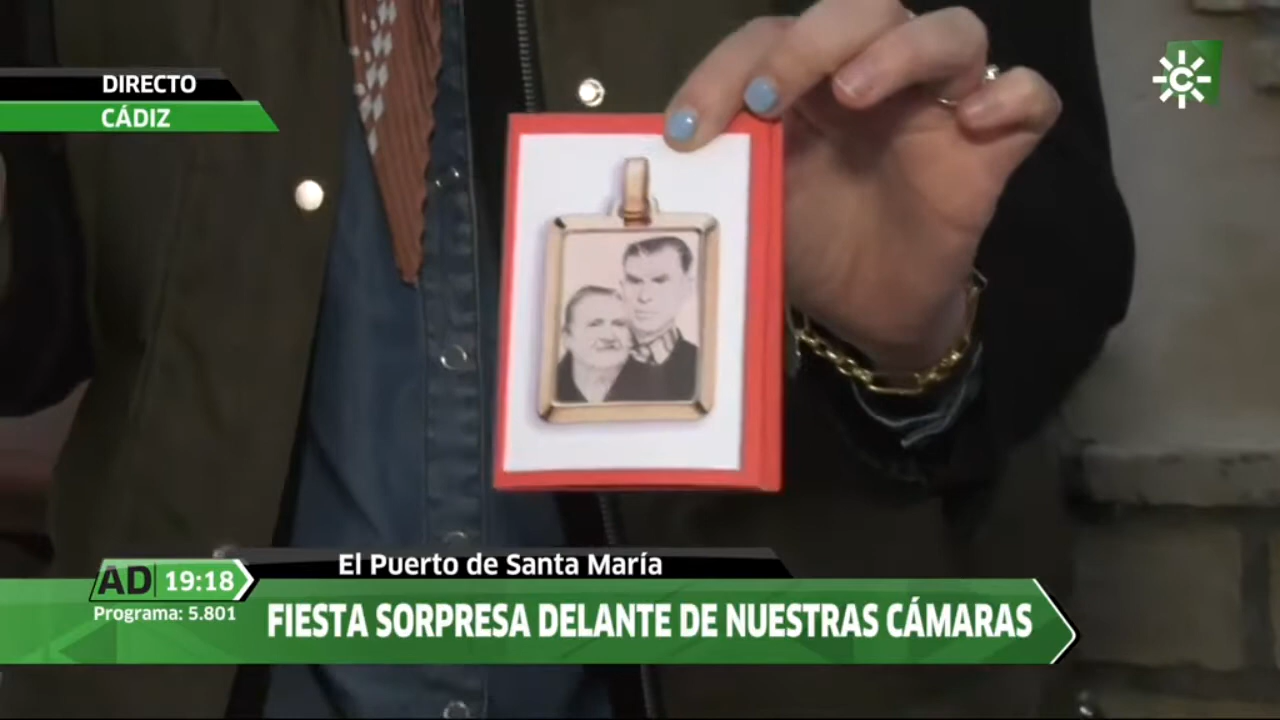 DIRECTO
CÁDIZ
C
El Puerto de Santa María
AD 19:18
Programa: 5.801
FIESTA SORPRESA DELANTE DE NUESTRAS CÁMARAS